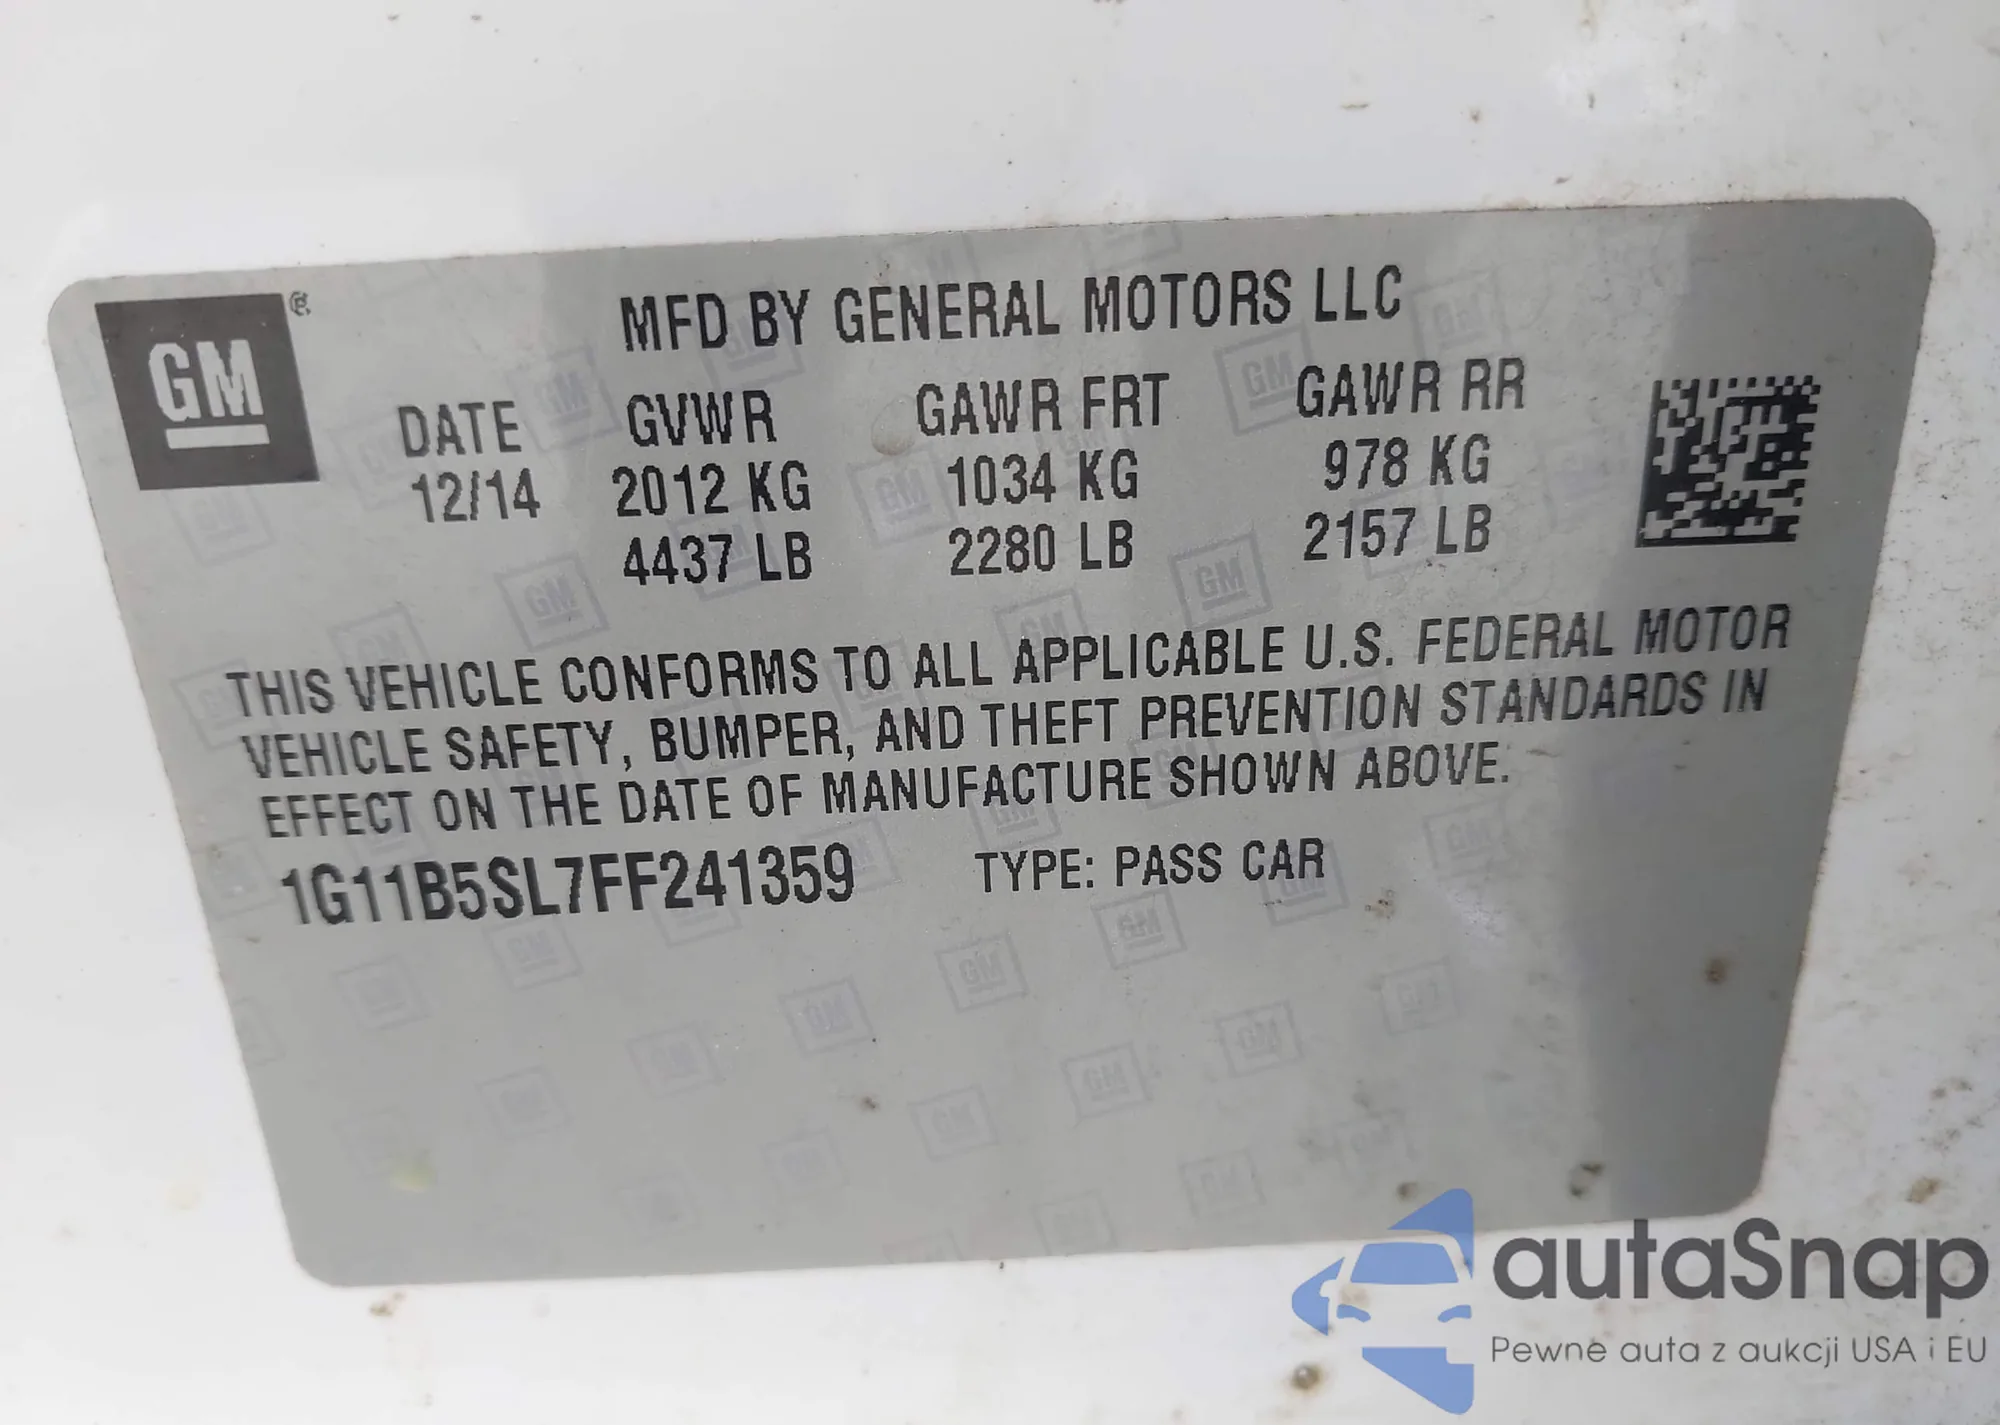 GM®
MFD BY GENERAL MOTORS LLC
DATE GVWR GAWR FRT GAWR RR
12/14 2012 KG 1034 KG 978 KG
4437 LB 2280 LB 2157 LB
THIS VEHICLE CONFORMS TO ALL APPLICABLE U.S. FEDERAL MOTOR
VEHICLE SAFETY, BUMPER, AND THEFT PREVENTION STANDARDS IN
EFFECT ON THE DATE OF MANUFACTURE SHOWN ABOVE.
1G11B5SL7FF241359 TYPE: PASS CAR
autaSnap
Pewne auta z aukcji USA i EU